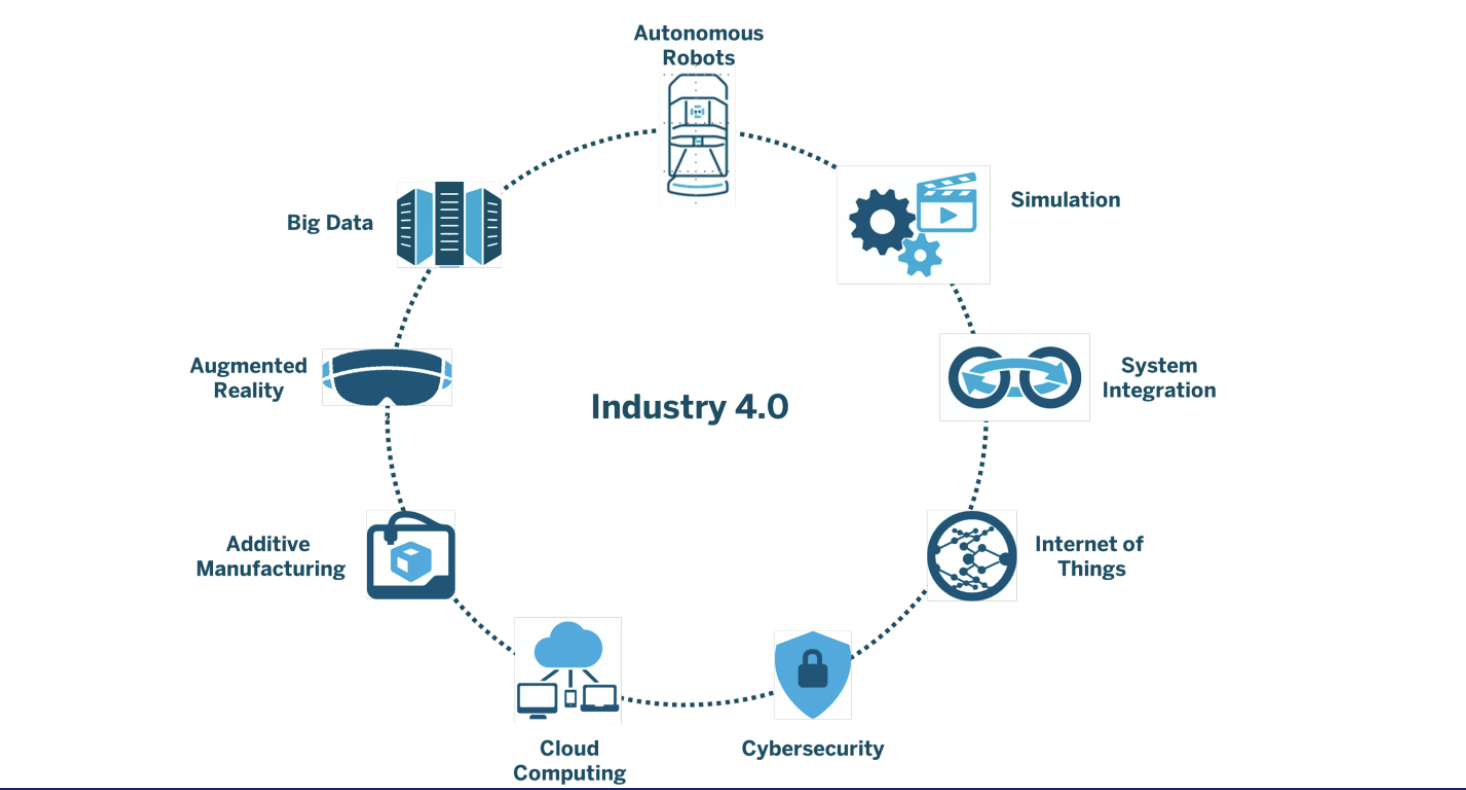 Autonomous
Robots
Simulation
Big Data
System
Integration
Augmented
Reality
Industry 4.0
Internet of
Things
Additive
Manufacturing
Cybersecurity
Cloud
Computing